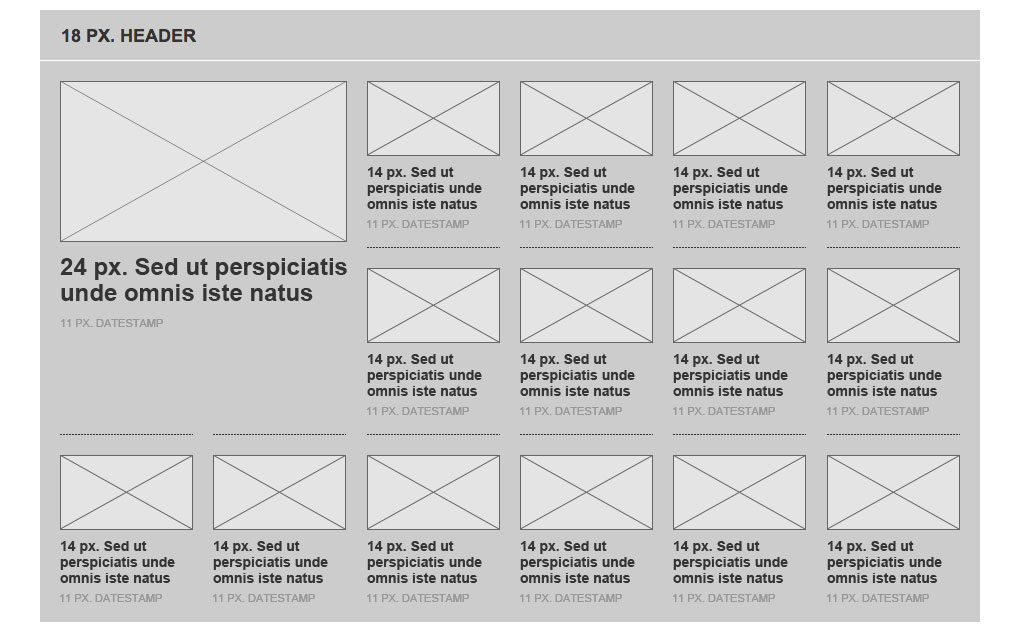 18 PX. HEADER
24 px. Sed ut perspiciatis
unde omnis iste natus
11 PX. DATESTAMP
14 px. Sed ut
perspiciatis unde
omnis iste natus
11 PX. DATESTAMP
14 px. Sed ut
perspiciatis unde
omnis iste natus
11 PX. DATESTAMP
14 px. Sed ut
perspiciatis unde
omnis iste natus
11 PX. DATESTAMP
14 px. Sed ut
perspiciatis unde
omnis iste natus
11 PX. DATESTAMP
14 px. Sed ut
perspiciatis unde
omnis iste natus
11 PX. DATESTAMP
14 px. Sed ut
perspiciatis unde
omnis iste natus
11 PX. DATESTAMP
14 px. Sed ut
perspiciatis unde
omnis iste natus
11 PX. DATESTAMP
14 px. Sed ut
perspiciatis unde
omnis iste natus
11 PX. DATESTAMP
14 px. Sed ut
perspiciatis unde
omnis iste natus
11 PX. DATESTAMP
14 px. Sed ut
perspiciatis unde
omnis iste natus
11 PX. DATESTAMP
14 px. Sed ut
perspiciatis unde
omnis iste natus
11 PX. DATESTAMP
14 px. Sed ut
perspiciatis unde
omnis iste natus
11 PX. DATESTAMP
14 px. Sed ut
perspiciatis unde
omnis iste natus
11 PX. DATESTAMP
14 px. Sed ut
perspiciatis unde
omnis iste natus
11 PX. DATESTAMP